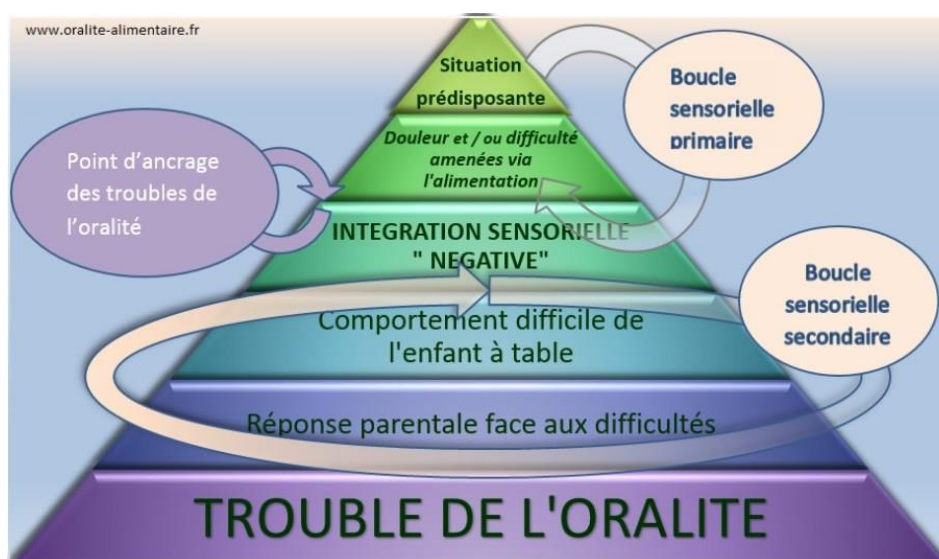 www.oralite-alimentaire.fr
Situation
prédisposante
Boucle
sensorielle
primaire
Douleur et / ou difficulté
amenées via
l'alimentation
Point d'ancrage
des troubles de
l'oralité
INTEGRATION SENSORIELLE
" NEGATIVE"
Boucle
sensorielle
secondaire
Comportement difficile de
l'enfant à table
Réponse parentale face aux difficultés
TROUBLE DE L'ORALITE